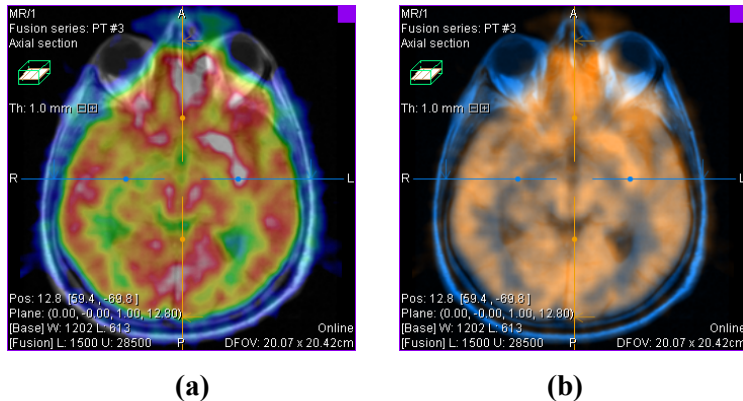 MR/1
Fusion series: PT #3
Axial section
A
Th: 1.0 mm
R
L
Pos: 12.8 [59.4 , -69.8 ]
Plane: (0.00, -0.00, 1.00, 12.80)
[Base] W: 1202 L: 613
Online
[Fusion] L: 1500 U: 28500
P
DFOV: 20.07 x 20.42cm
(a)
MR/1
Fusion series: PT #3
Axial section
A
Th: 1.0 mm
R
L
Pos: 12.8 [59.4 , -69.8 ]
Plane: (0.00, -0.00, 1.00, 12.80)
[Base] W: 1202 L: 613
Online
[Fusion] L: 1500 U: 28500
P
DFOV: 20.07 x 20.42cm
(b)